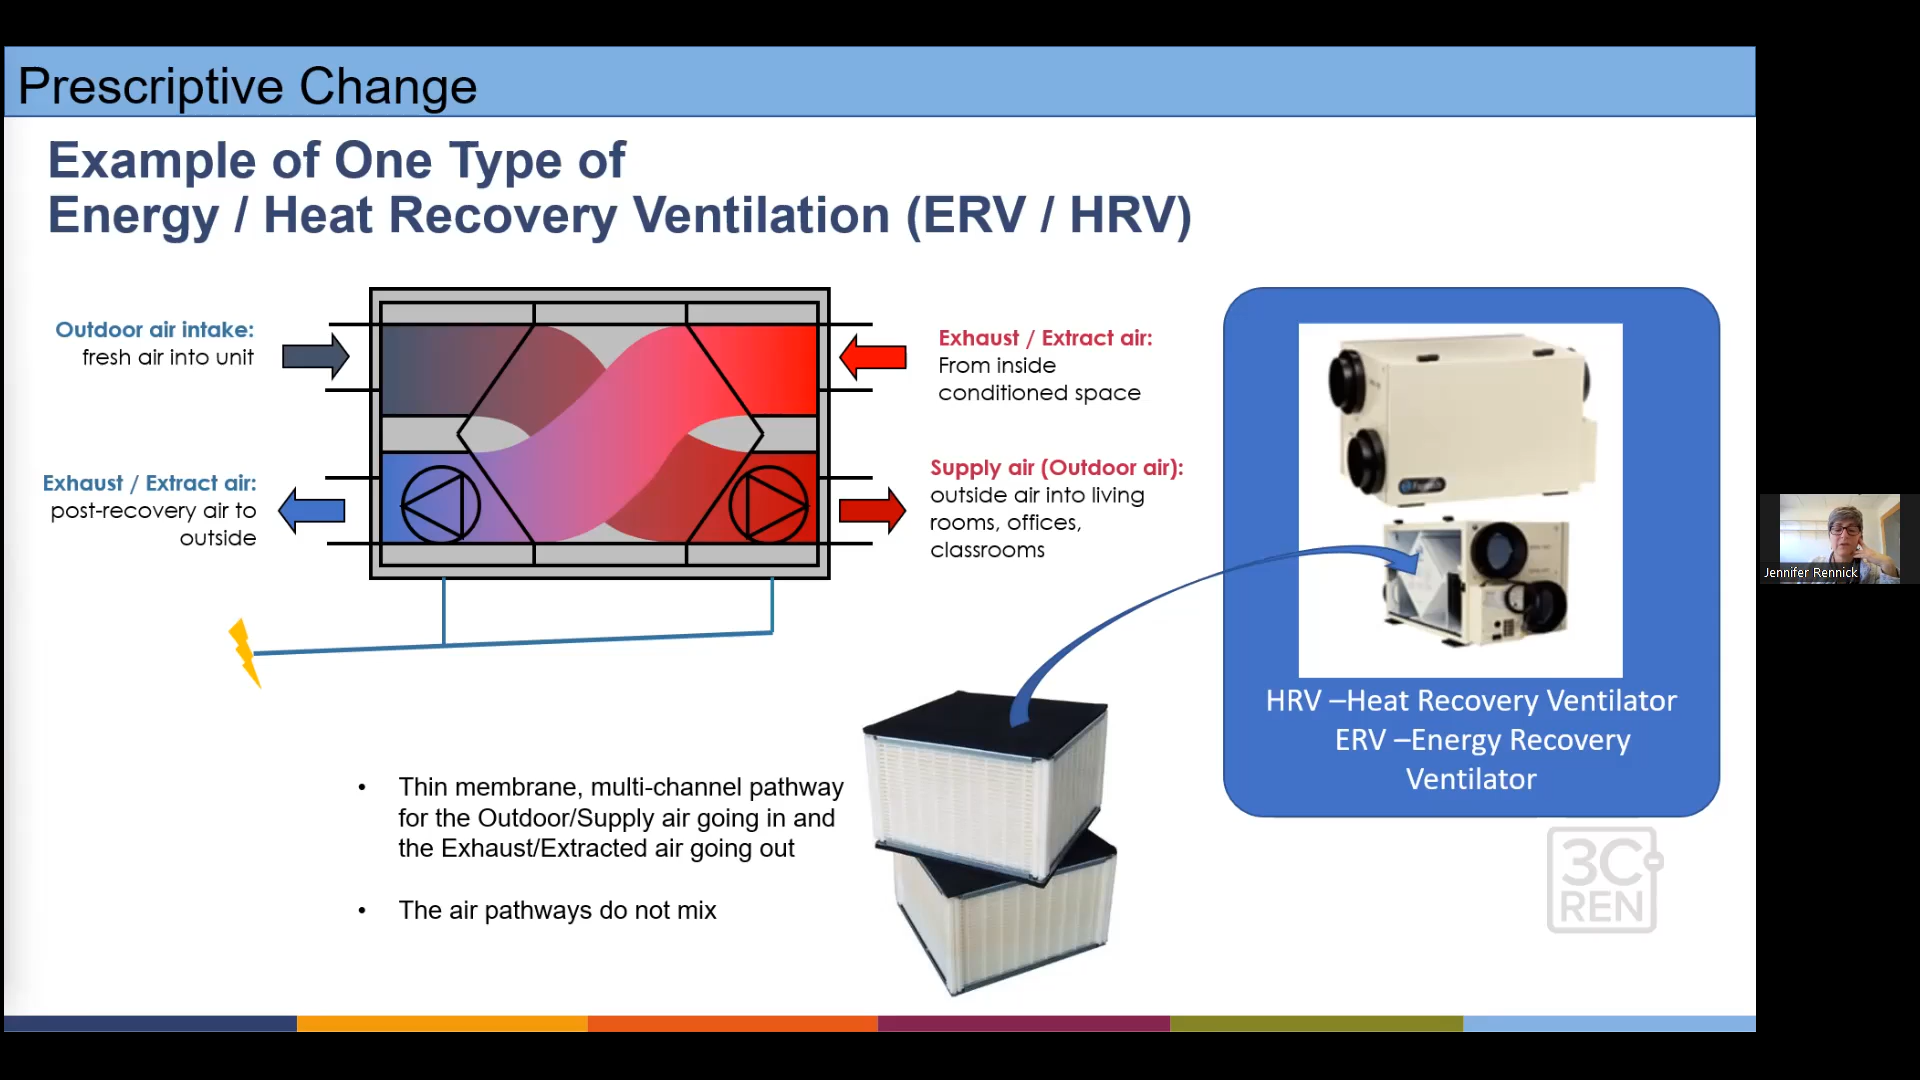 Prescriptive Change
Example of One Type of
Energy / Heat Recovery Ventilation (ERV / HRV)
Outdoor air intake:
fresh air into unit
Exhaust / Extract air:
post-recovery air to
outside
Exhaust / Extract air:
From inside
conditioned space
Supply air (Outdoor air):
outside air into living
rooms, offices,
classrooms
HRV –Heat Recovery Ventilator
ERV –Energy Recovery
Ventilator
• Thin membrane, multi-channel pathway
for the Outdoor/Supply air going in and
the Exhaust/Extracted air going out
• The air pathways do not mix
3C-
REN
Jennifer Rennick